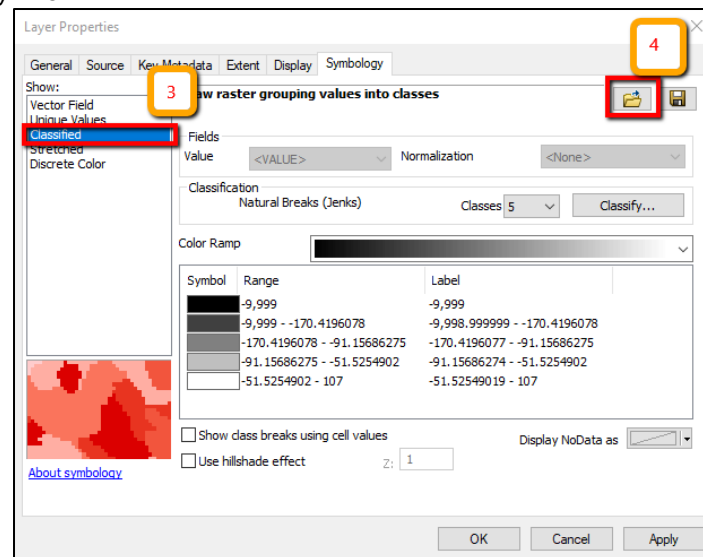 Layer Properties
4
General Source Key Metadata Extent Display Symbology
Show:
3
raster grouping values into classes
Vector Field
Unique Values
Classified
Stretched
Discrete Color
Fields
Value <VALUE> Normalization <None>
Classification
Natural Breaks (Jenks) Classes 5 Classify...
Color Ramp
Symbol Range Label
-9,999 -9,999
-9,999 - -170.4196078 -9,998.999999 - -170.4196078
-170.4196078 - -91.15686275 -170.4196077 - -91.15686275
-91.15686275 - -51.5254902 -91.15686274 - -51.5254902
-51.5254902 - 107 -51.52549019 - 107
Show class breaks using cell values Display NoData as
Use hillshade effect Z: 1
About symbology
OK Cancel Apply